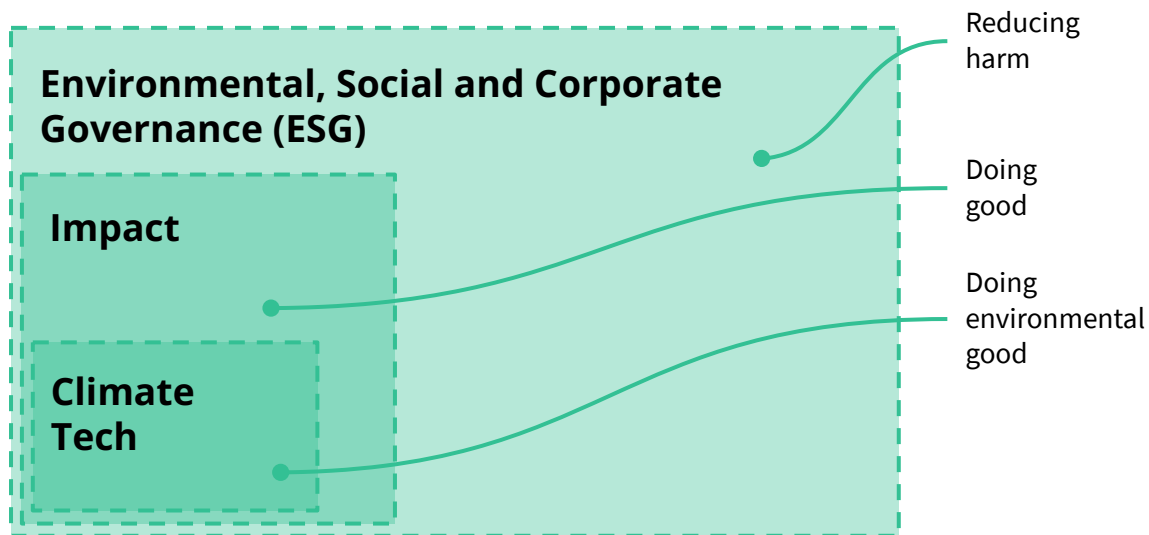 Environmental, Social and Corporate
Governance (ESG)
Impact
Climate
Tech
Reducing
harm
Doing
good
Doing
environmental
good